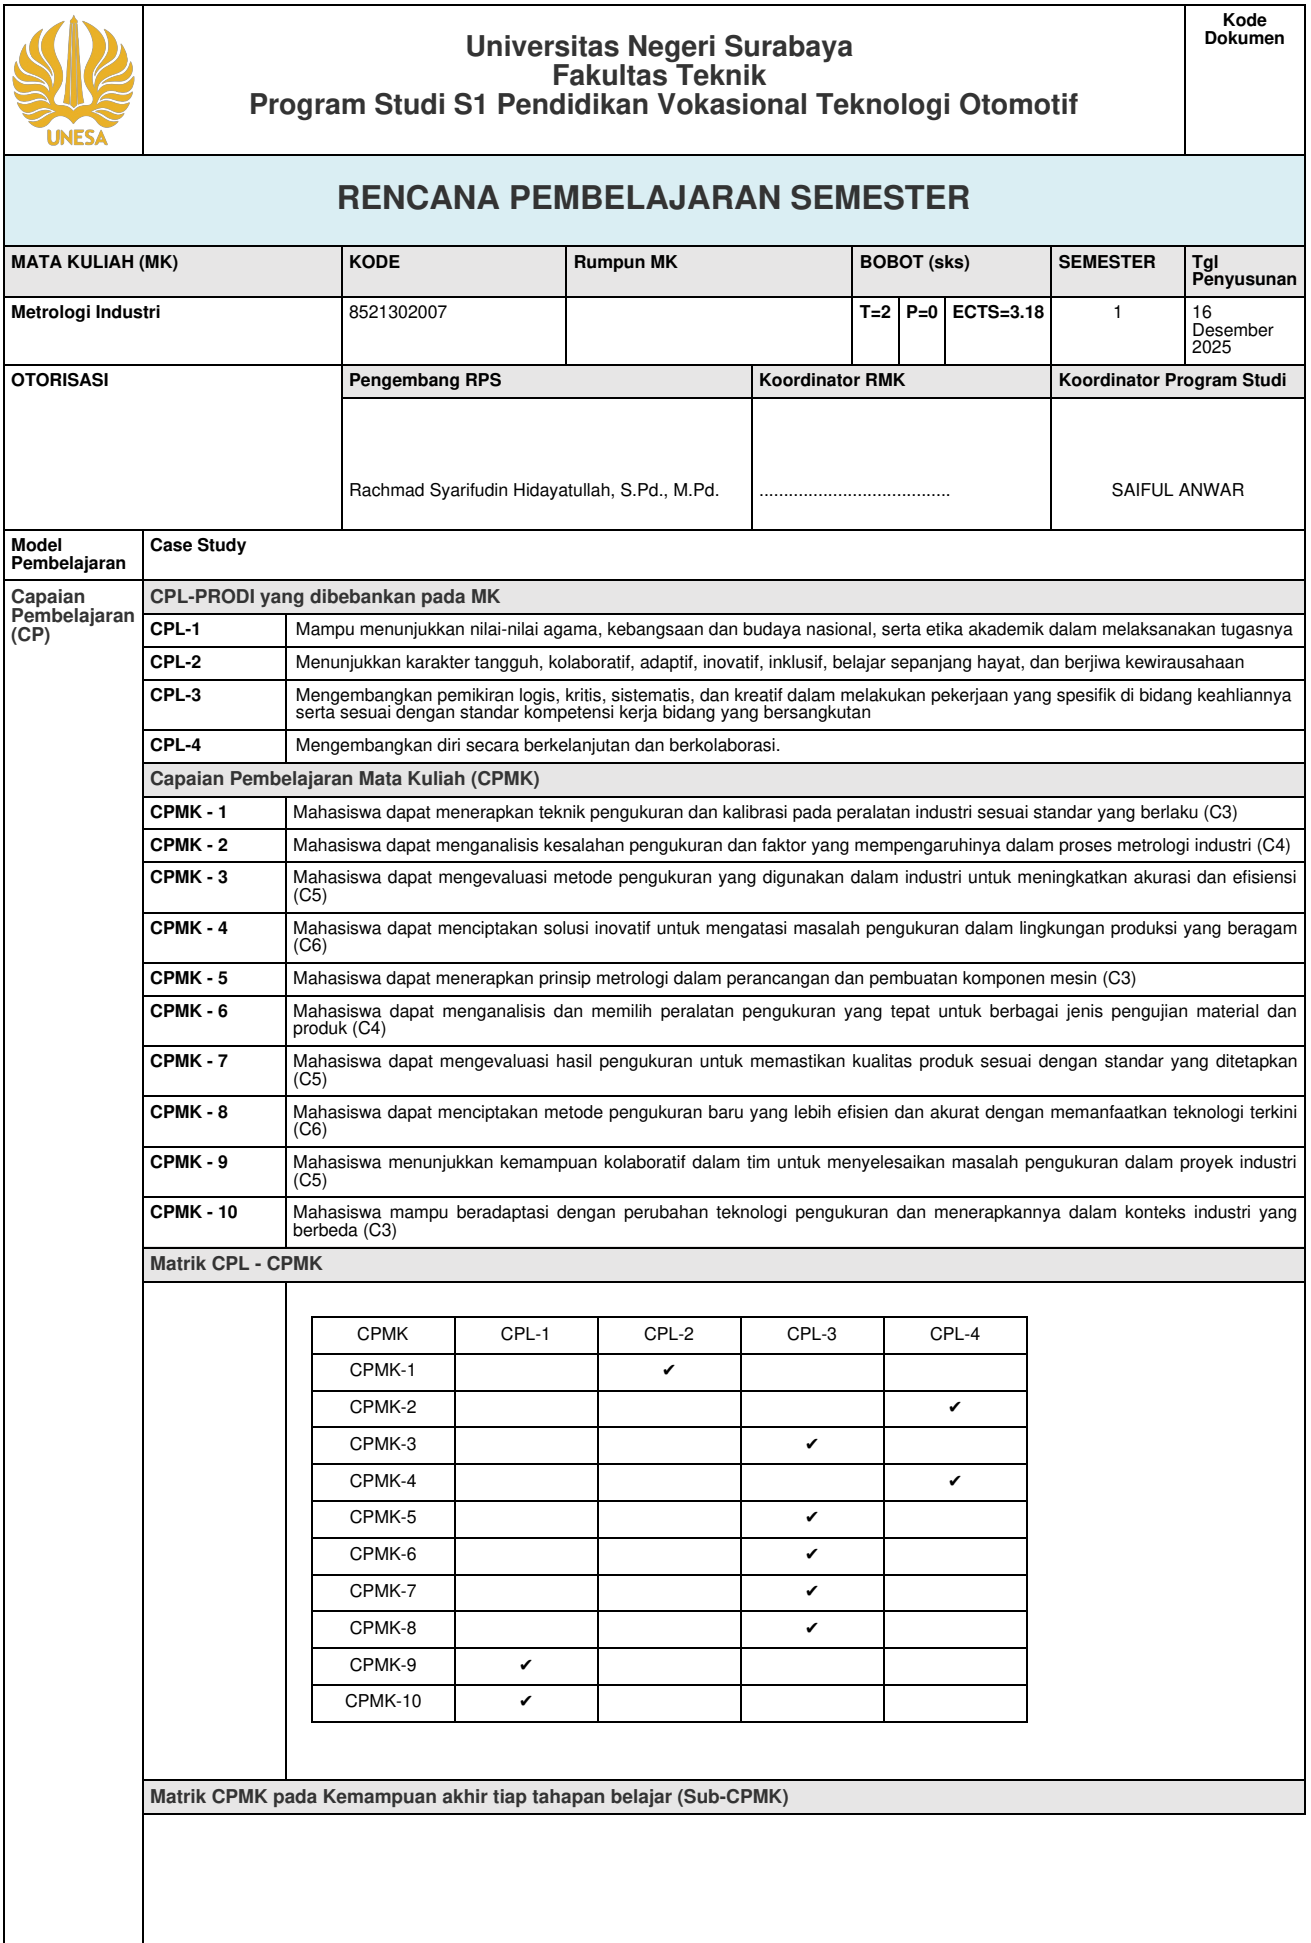 UNESA
Universitas Negeri Surabaya
Fakultas Teknik
Program Studi S1 Pendidikan Vokasional Teknologi Otomotif
Kode
Dokumen
RENCANA PEMBELAJARAN SEMESTER
MATA KULIAH (MK) KODE Rumpun MK BOBOT (sks) SEMESTER Tgl
Penyusunan
Metrologi Industri 8521302007 T=2 P=0 ECTS=3.18 1 16
Desember
2025
OTORISASI Pengembang RPS Koordinator RMK Koordinator Program Studi
Rachmad Syarifudin Hidayatullah, S.Pd., M.Pd. ....................................... SAIFUL ANWAR
Model
Pembelajaran
Case Study
Capaian
Pembelajaran
(CP)
CPL-PRODI yang dibebankan pada MK
CPL-1 Mampu menunjukkan nilai-nilai agama, kebangsaan dan budaya nasional, serta etika akademik dalam melaksanakan tugasnya
CPL-2 Menunjukkan karakter tangguh, kolaboratif, adaptif, inovatif, inklusif, belajar sepanjang hayat, dan berjiwa kewirausahaan
CPL-3 Mengembangkan pemikiran logis, kritis, sistematis, dan kreatif dalam melakukan pekerjaan yang spesifik di bidang keahliannya
serta sesuai dengan standar kompetensi kerja bidang yang bersangkutan
CPL-4 Mengembangkan diri secara berkelanjutan dan berkolaborasi.
Capaian Pembelajaran Mata Kuliah (CPMK)
CPMK - 1 Mahasiswa dapat menerapkan teknik pengukuran dan kalibrasi pada peralatan industri sesuai standar yang berlaku (C3)
CPMK - 2 Mahasiswa dapat menganalisis kesalahan pengukuran dan faktor yang mempengaruhinya dalam proses metrologi industri (C4)
CPMK - 3 Mahasiswa dapat mengevaluasi metode pengukuran yang digunakan dalam industri untuk meningkatkan akurasi dan efisiensi
(C5)
CPMK - 4 Mahasiswa dapat menciptakan solusi inovatif untuk mengatasi masalah pengukuran dalam lingkungan produksi yang beragam
(C6)
CPMK - 5 Mahasiswa dapat menerapkan prinsip metrologi dalam perancangan dan pembuatan komponen mesin (C3)
CPMK - 6 Mahasiswa dapat menganalisis dan memilih peralatan pengukuran yang tepat untuk berbagai jenis pengujian material dan
produk (C4)
CPMK - 7 Mahasiswa dapat mengevaluasi hasil pengukuran untuk memastikan kualitas produk sesuai dengan standar yang ditetapkan
(C5)
CPMK - 8 Mahasiswa dapat menciptakan metode pengukuran baru yang lebih efisien dan akurat dengan memanfaatkan teknologi terkini
(C6)
CPMK - 9 Mahasiswa menunjukkan kemampuan kolaboratif dalam tim untuk menyelesaikan masalah pengukuran dalam proyek industri
(C5)
CPMK - 10 Mahasiswa mampu beradaptasi dengan perubahan teknologi pengukuran dan menerapkannya dalam konteks industri yang
berbeda (C3)
Matrik CPL - CPMK
CPMK CPL-1 CPL-2 CPL-3 CPL-4
CPMK-1 ✔
CPMK-2 ✔
CPMK-3 ✔
CPMK-4 ✔
CPMK-5 ✔
CPMK-6 ✔
CPMK-7 ✔
CPMK-8 ✔
CPMK-9 ✔
CPMK-10 ✔
Matrik CPMK pada Kemampuan akhir tiap tahapan belajar (Sub-CPMK)